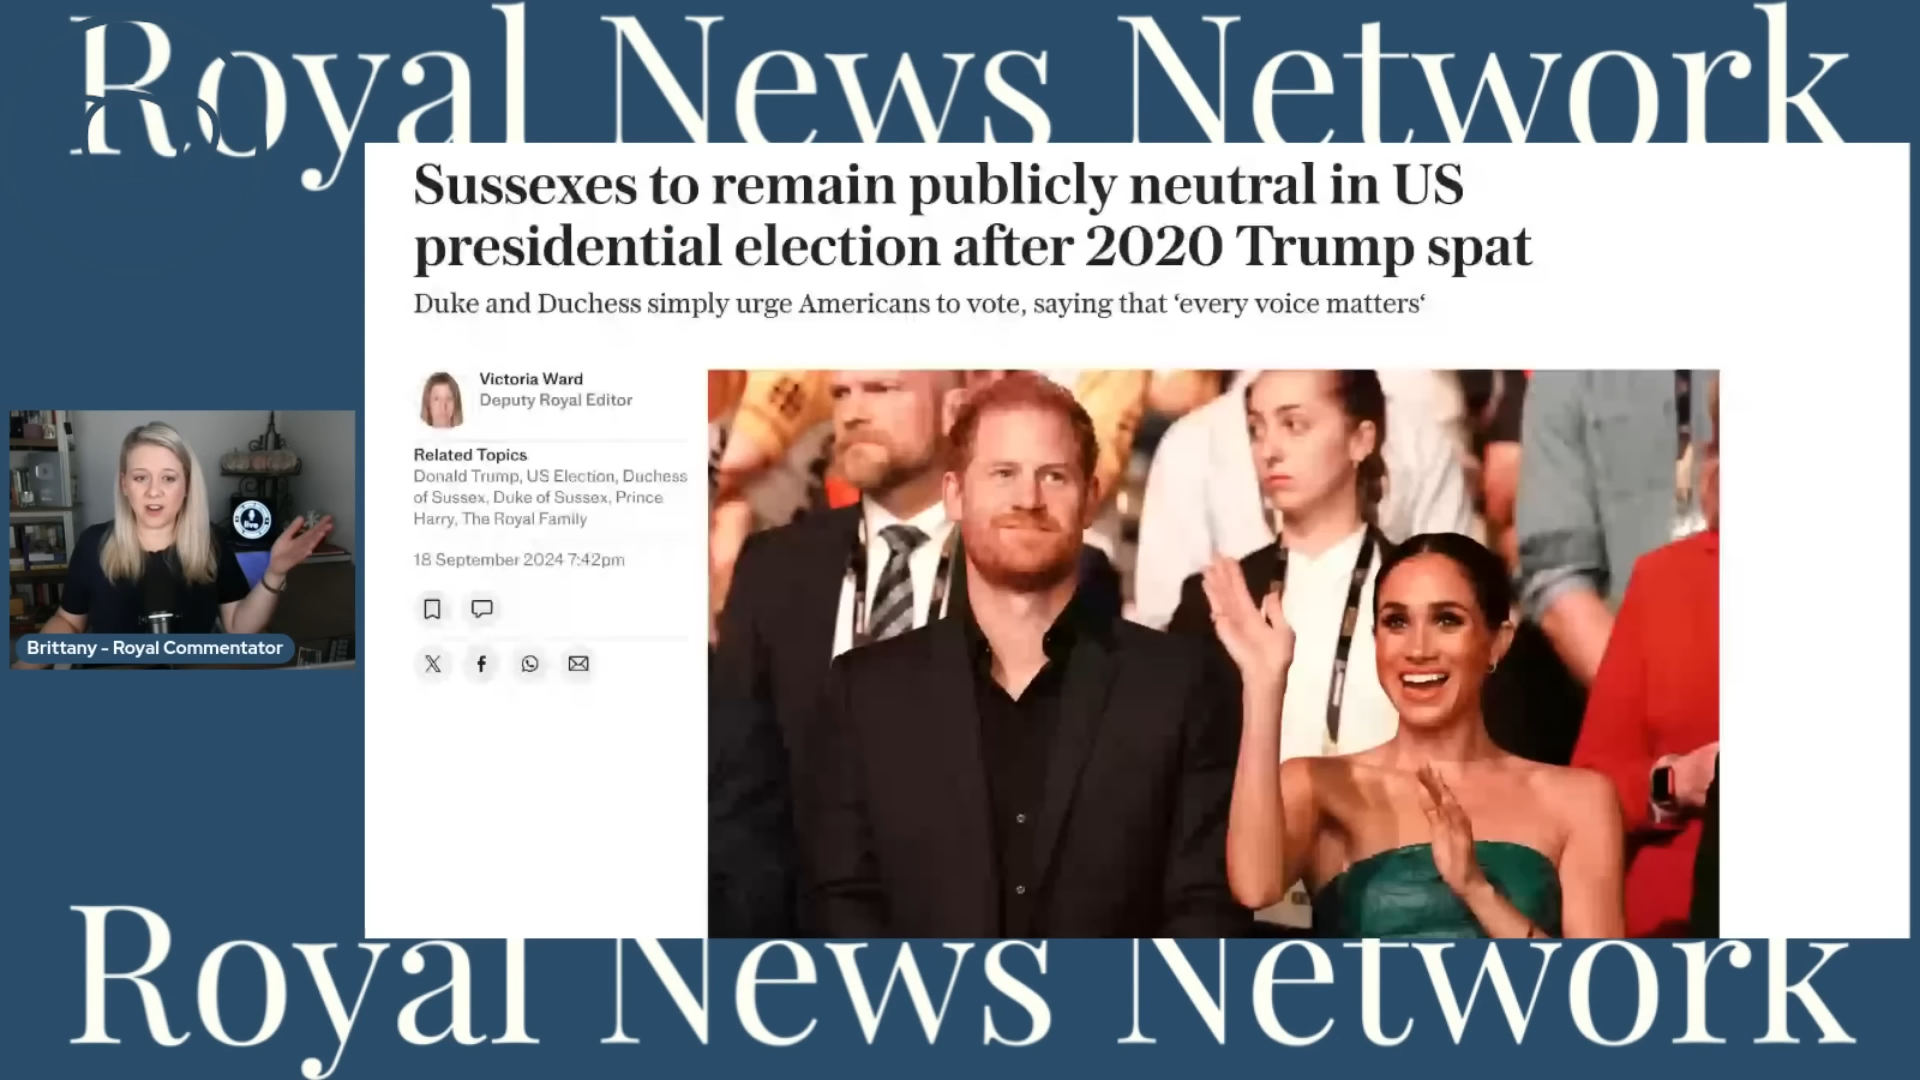 Royal News Network
Sussexes to remain publicly neutral in US
presidential election after 2020 Trump spat
Duke and Duchess simply urge Americans to vote, saying that ‘every voice matters‘
Victoria Ward
Deputy Royal Editor
Related Topics
Donald Trump, US Election, Duchess
of Sussex, Duke of Sussex, Prince
Harry, The Royal Family
18 September 2024 7:42pm
live
Brittany - Royal Commentator
Royal News Network